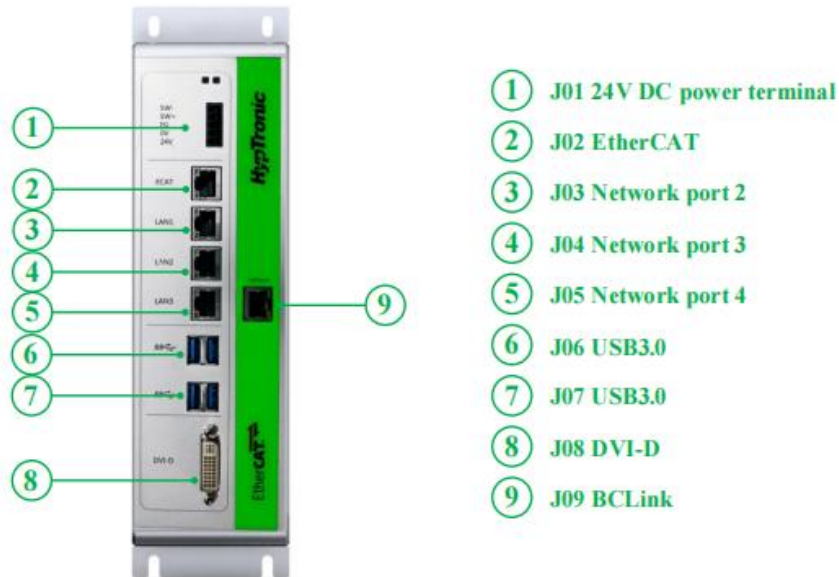 1
2
3
4
5
6
7
8
9
SW-
SW+
0V
24V
ECAT
LAN1
LAN2
LAN3
DVI-D
HypTronic
EtherCAT
1 J01 24V DC power terminal
2 J02 EtherCAT
3 J03 Network port 2
4 J04 Network port 3
5 J05 Network port 4
6 J06 USB3.0
7 J07 USB3.0
8 J08 DVI-D
9 J09 BCLink